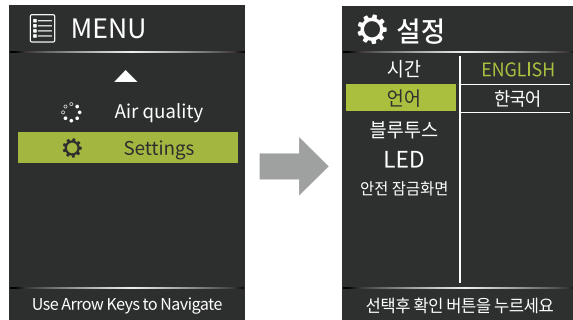 MENU
Air quality
Settings
Use Arrow Keys to Navigate
설정
시간
언어
블루투스
LED
안전 잠금화면
ENGLISH
한국어
선택후 확인 버튼을 누르세요